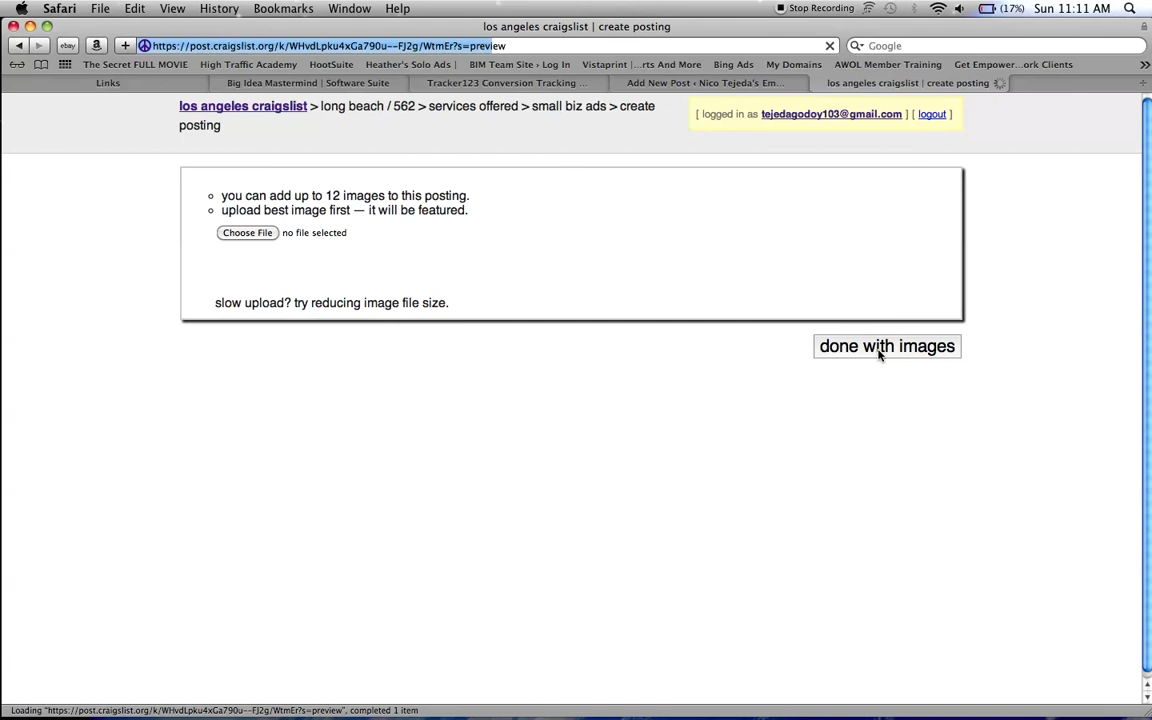 Safari File Edit View History Bookmarks Window Help Stop Recording (17%) Sun 11:11 AM
los angeles craigslist | create posting
ebay a + https://post.craigslist.org/k/WHvdLpku4xGa790u--FJ2g/WtmEr?s=preview Google
The Secret FULL MOVIE High Traffic Academy HootSuite Heather's Solo Ads | BIM Team Site › Log In Vistaprint |...rts And More Bing Ads My Domains AWOL Member Training Get Empower...ork Clients
Links Big Idea Mastermind | Software Suite Tracker123 Conversion Tracking ... Add New Post ‹ Nico Tejeda's Em... los angeles craigslist | create posting
los angeles craigslist > long beach / 562 > services offered > small biz ads > create
posting
[ logged in as tejedagodoy103@gmail.com ] [ logout ]
you can add up to 12 images to this posting.
upload best image first — it will be featured.
Choose File no file selected
slow upload? try reducing image file size.
done with images
Loading "https://post.craigslist.org/k/WHvdLpku4xGa790u--FJ2g/WtmEr?s=preview", completed 1 item